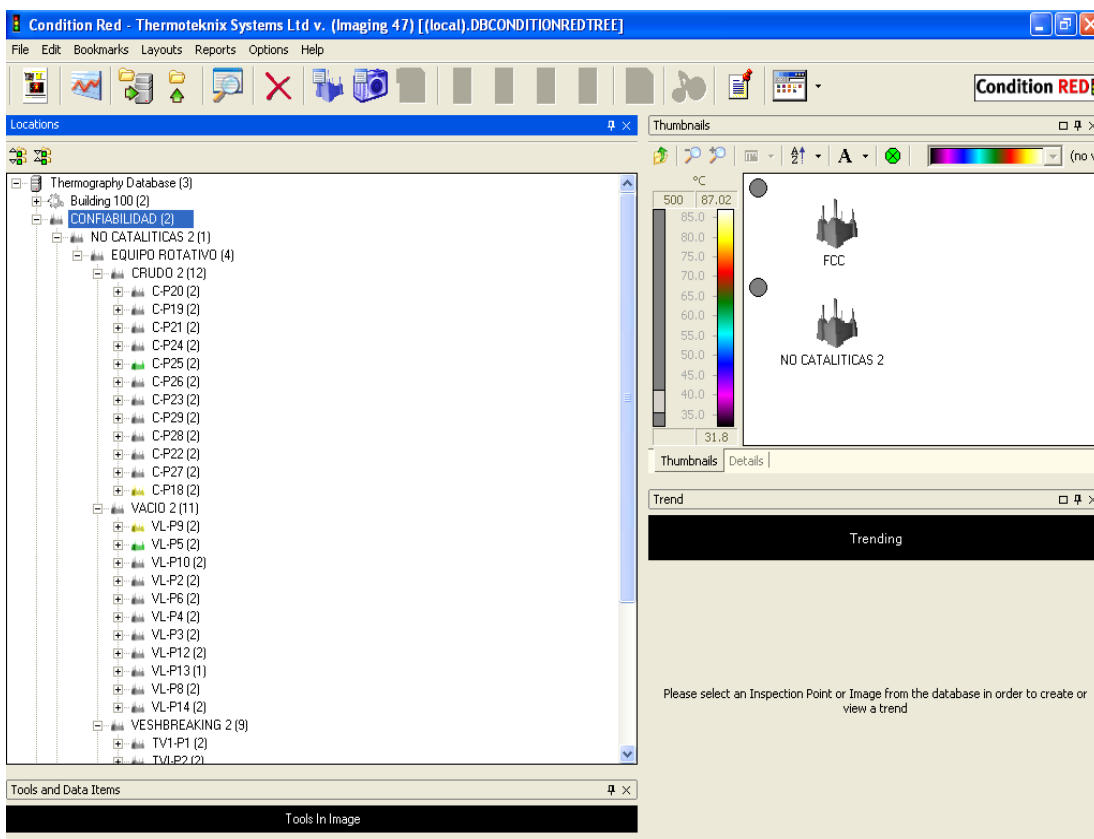 Condition Red - Thermoteknix Systems Ltd v. (Imaging 47) [(local).DBCONDITIONREDTREE]
File Edit Bookmarks Layouts Reports Options Help
Condition RED
Locations
Thermography Database (3)
Building 100 (2)
CONFIABILIDAD (2)
NO CATALITICAS 2 (1)
EQUIPO ROTATIVO (4)
CRUDO 2 (12)
C-P20 (2)
C-P19 (2)
C-P21 (2)
C-P24 (2)
C-P25 (2)
C-P26 (2)
C-P23 (2)
C-P29 (2)
C-P28 (2)
C-P22 (2)
C-P27 (2)
C-P18 (2)
VACIO 2 (11)
VL-P9 (2)
VL-P5 (2)
VL-P10 (2)
VL-P2 (2)
VL-P6 (2)
VL-P4 (2)
VL-P3 (2)
VL-P12 (2)
VL-P13 (1)
VL-P8 (2)
VL-P14 (2)
VESHBREAKING 2 (9)
TV1-P1 (2)
TVI-P2 (2)
Tools and Data Items
Tools In Image
Thumbnails
A (no
°C
500 87.02
85.0
80.0
75.0
70.0
65.0
60.0
55.0
50.0
45.0
40.0
35.0
31.8
FCC
NO CATALITICAS 2
Thumbnails Details
Trend
Trending
Please select an Inspection Point or Image from the database in order to create or
view a trend